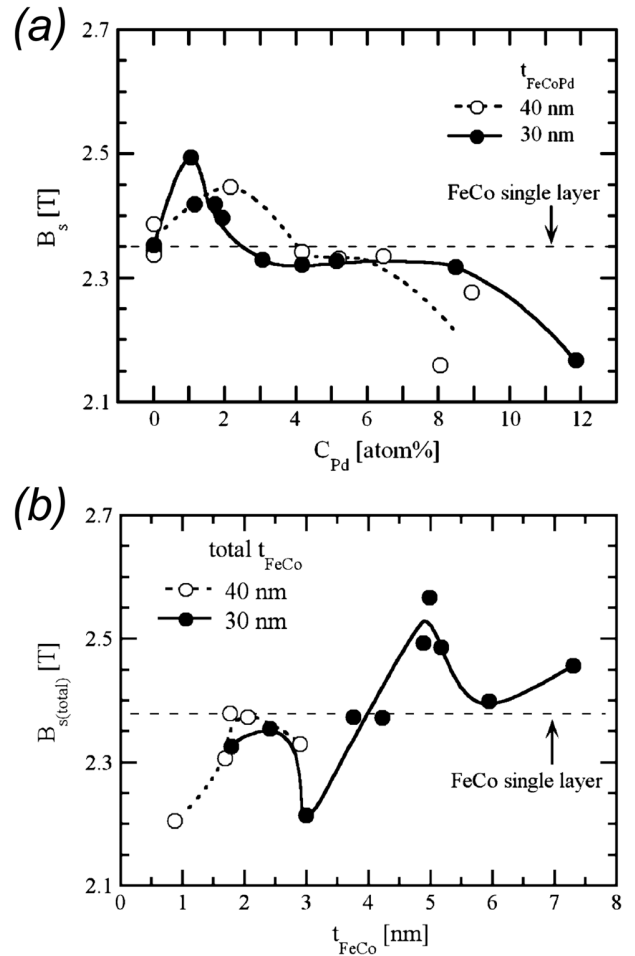 (a)
2.7
2.5
2.3
2.1
B_s [T]
t_FeCoPd
40 nm
30 nm
FeCo single layer
0 2 4 6 8 10 12
C_Pd [atom%]
(b)
2.7
2.5
2.3
2.1
B_s(total) [T]
total t_FeCo
40 nm
30 nm
FeCo single layer
0 1 2 3 4 5 6 7 8
t_FeCo [nm]